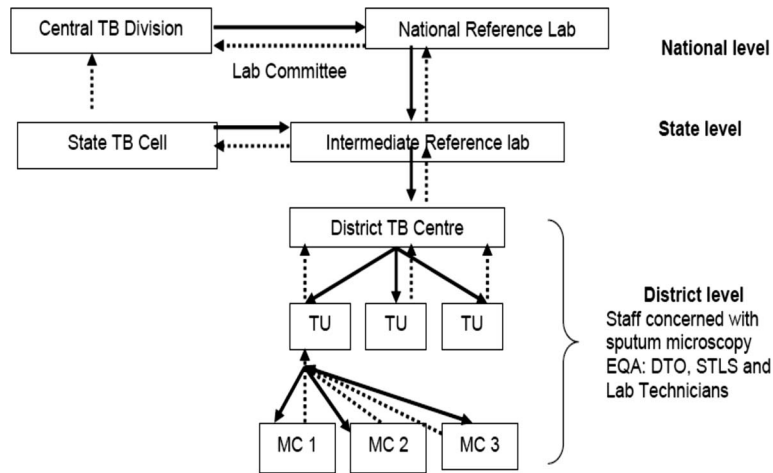 Central TB Division
National Reference Lab
National level
Lab Committee
State TB Cell
Intermediate Reference lab
State level
District TB Centre
TU
TU
TU
District level
Staff concerned with
sputum microscopy
EQA: DTO, STLS and
Lab Technicians
MC 1
MC 2
MC 3